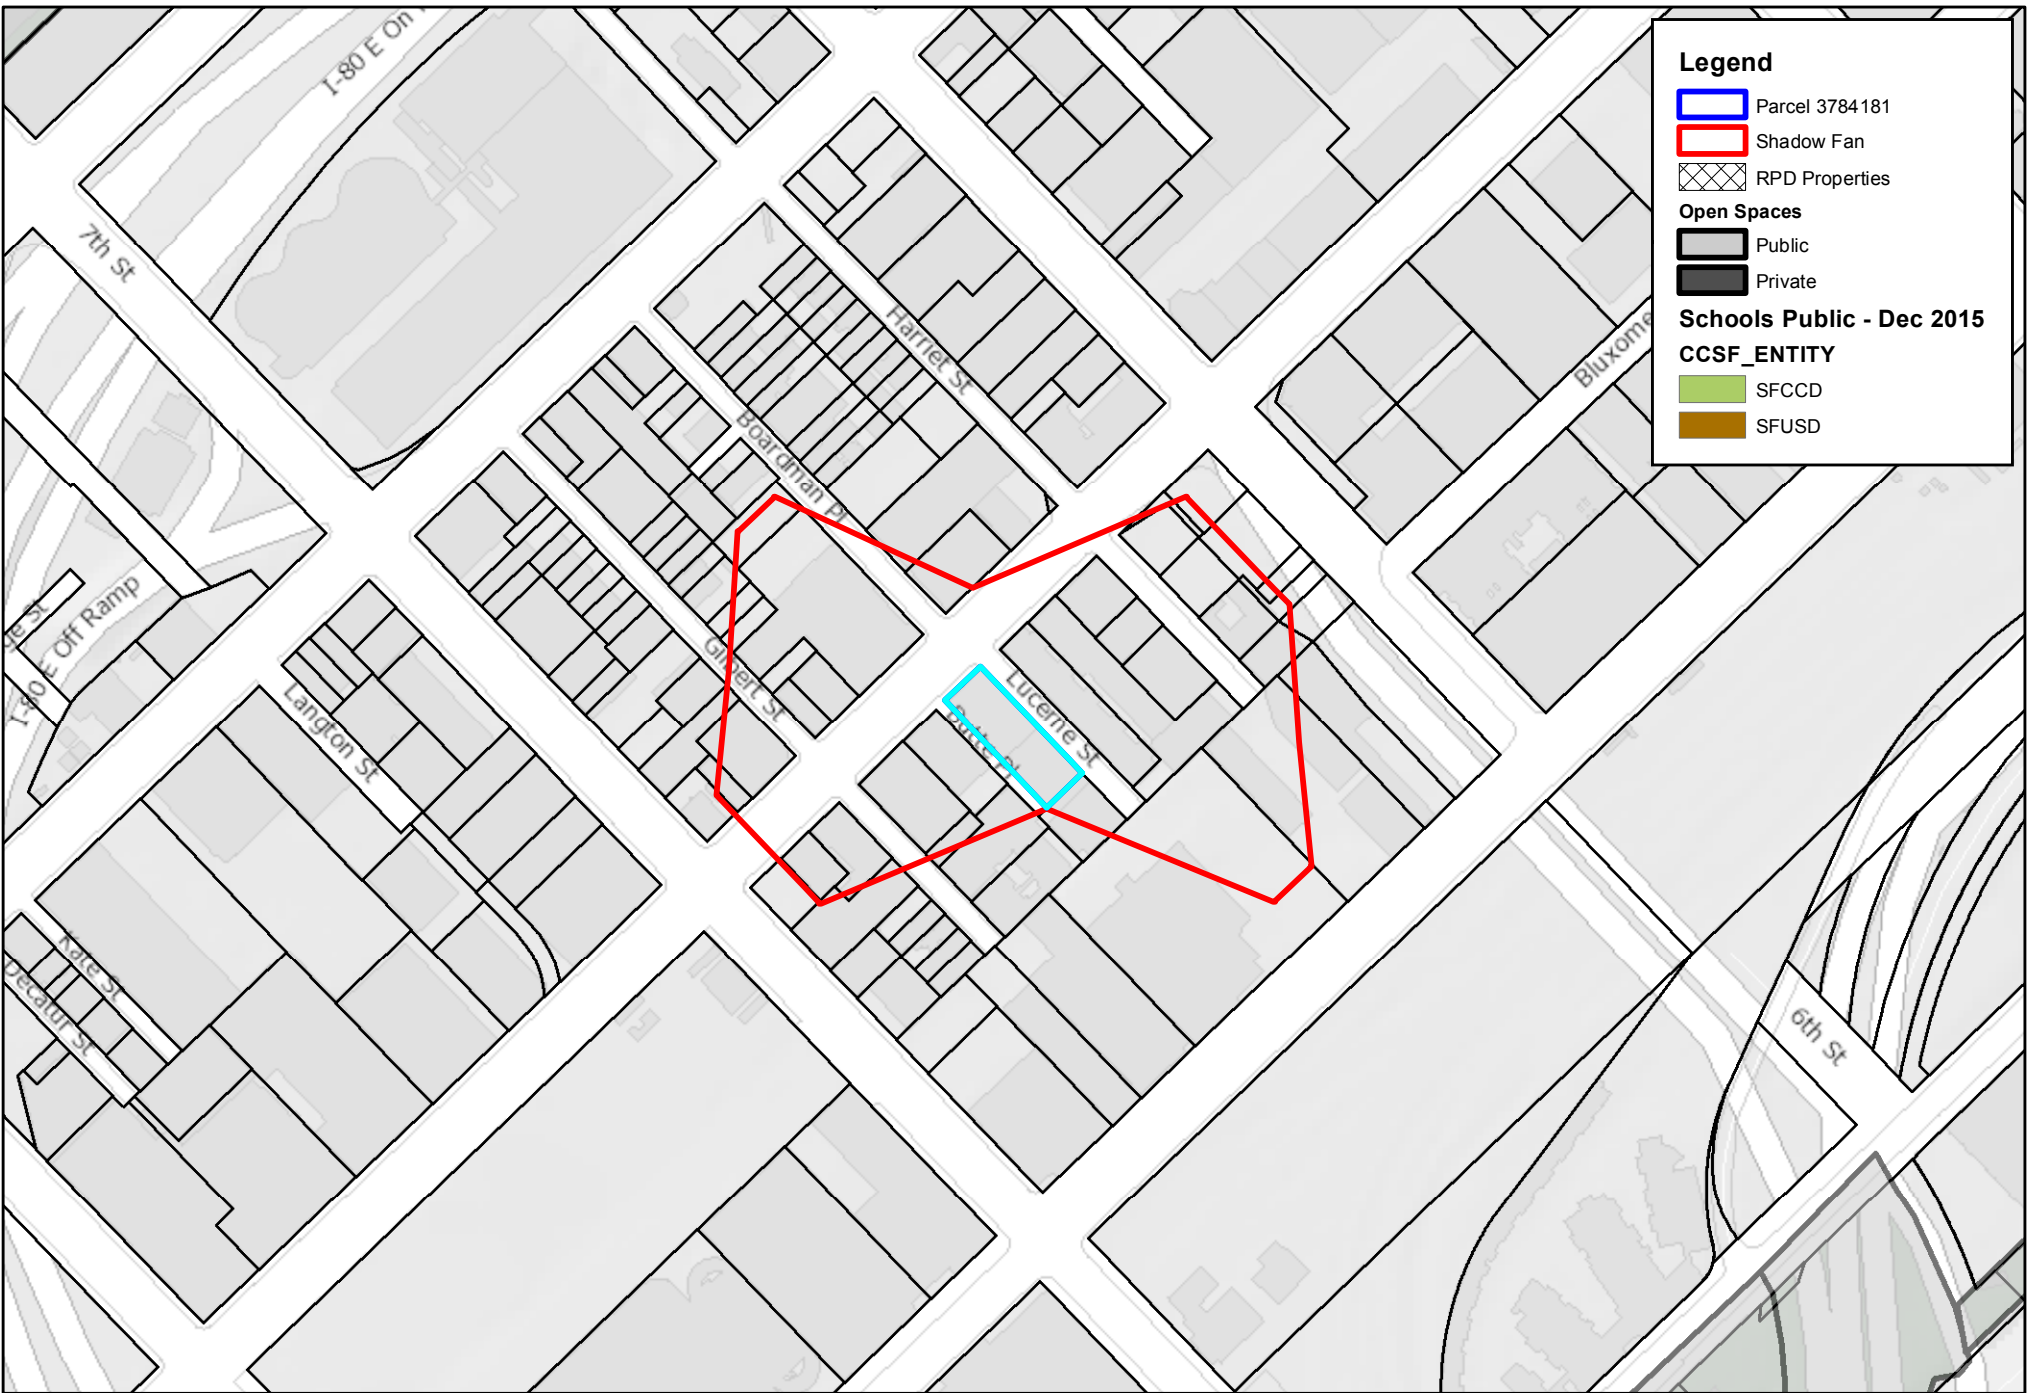 Legend
Parcel 3784181
Shadow Fan
RPD Properties
Open Spaces
Public
Private
Schools Public - Dec 2015
CCSF_ENTITY
SFCCD
SFUSD
I-80 E On
7th St
Harriet St
Bluxome
Boardman Pl
I-80 E Off Ramp
Gilbert St
Lucerne St
Butte Pl
Langton St
Kate St
Decatur St
6th St